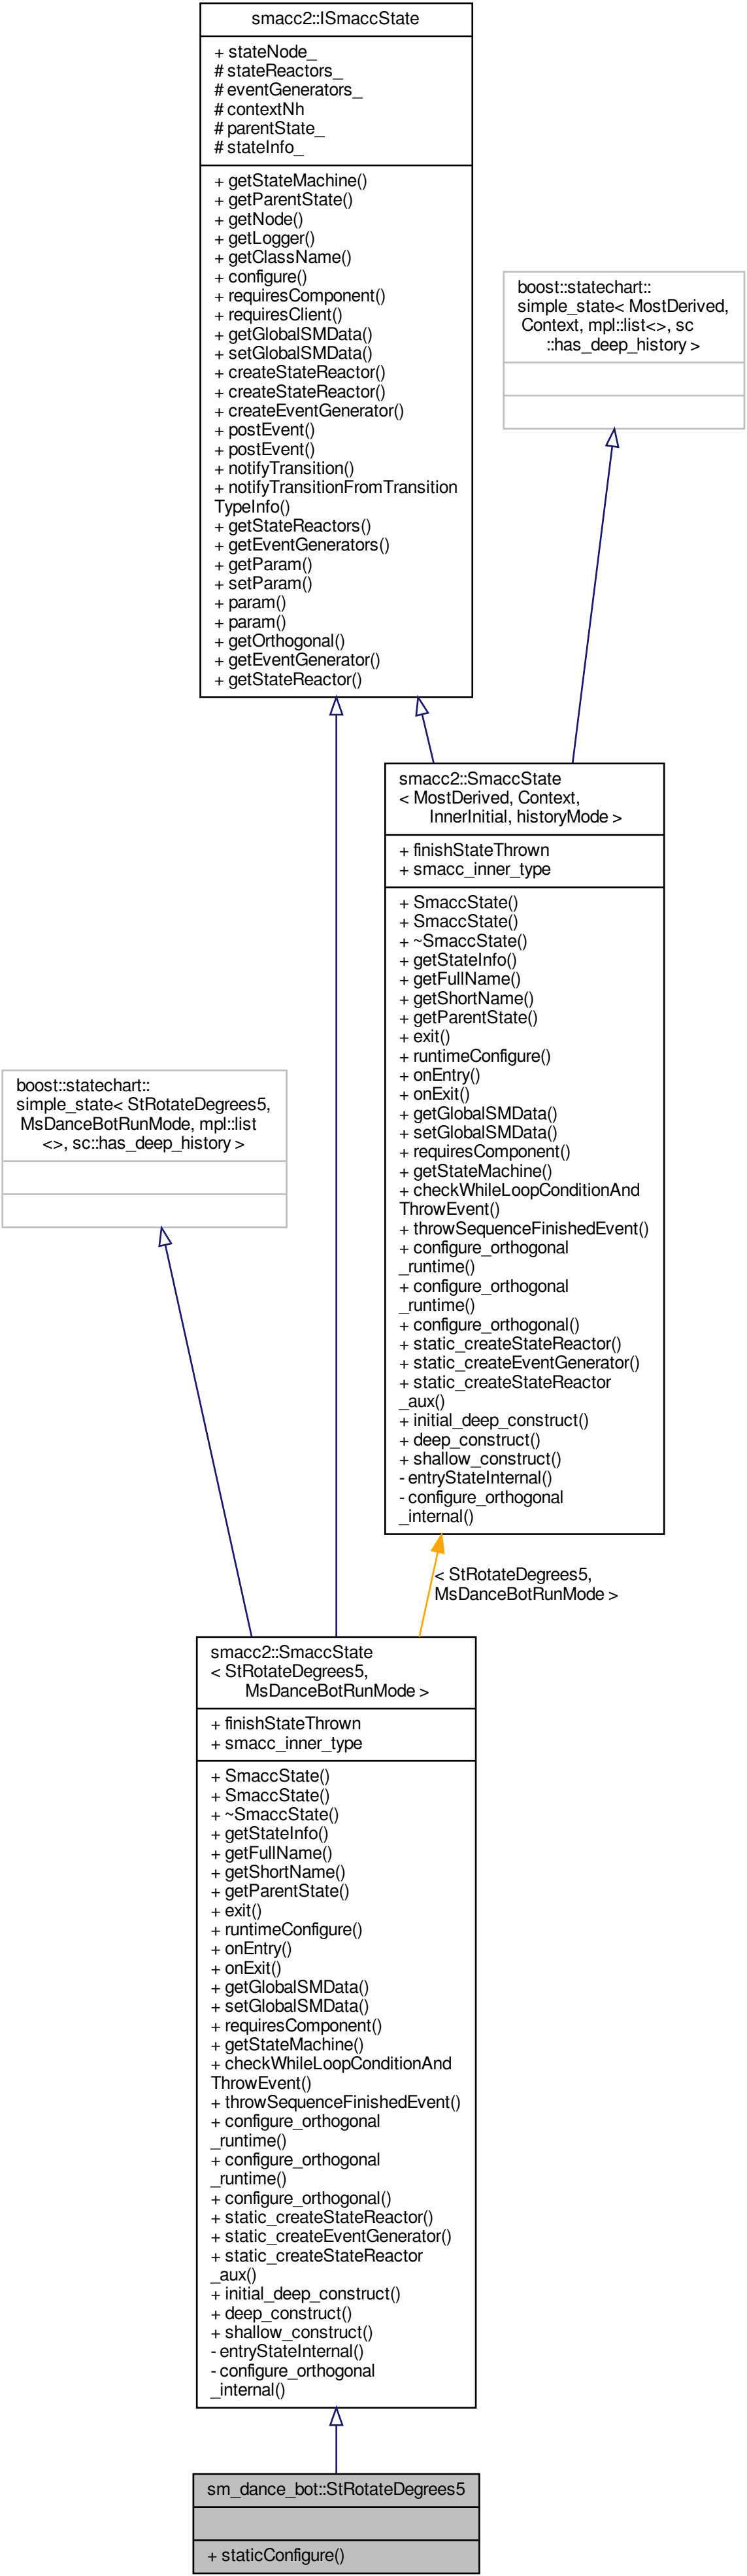 smacc2::ISmaccState
+ stateNode_
# stateReactors_
# eventGenerators_
# contextNh
# parentState_
# stateInfo_
+ getStateMachine()
+ getParentState()
+ getNode()
+ getLogger()
+ getClassName()
+ configure()
+ requiresComponent()
+ requiresClient()
+ getGlobalSMData()
+ setGlobalSMData()
+ createStateReactor()
+ createStateReactor()
+ createEventGenerator()
+ postEvent()
+ postEvent()
+ notifyTransition()
+ notifyTransitionFromTransition
TypeInfo()
+ getStateReactors()
+ getEventGenerators()
+ getParam()
+ setParam()
+ param()
+ param()
+ getOrthogonal()
+ getEventGenerator()
+ getStateReactor()
boost::statechart::
simple_state< MostDerived,
Context, mpl::list<>, sc
::has_deep_history >
smacc2::SmaccState
< MostDerived, Context,
InnerInitial, historyMode >
+ finishStateThrown
+ smacc_inner_type
+ SmaccState()
+ SmaccState()
+ ~SmaccState()
+ getStateInfo()
+ getFullName()
+ getShortName()
+ getParentState()
+ exit()
+ runtimeConfigure()
+ onEntry()
+ onExit()
+ getGlobalSMData()
+ setGlobalSMData()
+ requiresComponent()
+ getStateMachine()
+ checkWhileLoopConditionAnd
ThrowEvent()
+ throwSequenceFinishedEvent()
+ configure_orthogonal
_runtime()
+ configure_orthogonal
_runtime()
+ configure_orthogonal()
+ static_createStateReactor()
+ static_createEventGenerator()
+ static_createStateReactor
_aux()
+ initial_deep_construct()
+ deep_construct()
+ shallow_construct()
- entryStateInternal()
- configure_orthogonal
_internal()
boost::statechart::
simple_state< StRotateDegrees5,
MsDanceBotRunMode, mpl::list
<>, sc::has_deep_history >
< StRotateDegrees5,
MsDanceBotRunMode >
smacc2::SmaccState
< StRotateDegrees5,
MsDanceBotRunMode >
+ finishStateThrown
+ smacc_inner_type
+ SmaccState()
+ SmaccState()
+ ~SmaccState()
+ getStateInfo()
+ getFullName()
+ getShortName()
+ getParentState()
+ exit()
+ runtimeConfigure()
+ onEntry()
+ onExit()
+ getGlobalSMData()
+ setGlobalSMData()
+ requiresComponent()
+ getStateMachine()
+ checkWhileLoopConditionAnd
ThrowEvent()
+ throwSequenceFinishedEvent()
+ configure_orthogonal
_runtime()
+ configure_orthogonal
_runtime()
+ configure_orthogonal()
+ static_createStateReactor()
+ static_createEventGenerator()
+ static_createStateReactor
_aux()
+ initial_deep_construct()
+ deep_construct()
+ shallow_construct()
- entryStateInternal()
- configure_orthogonal
_internal()
sm_dance_bot::StRotateDegrees5
+ staticConfigure()